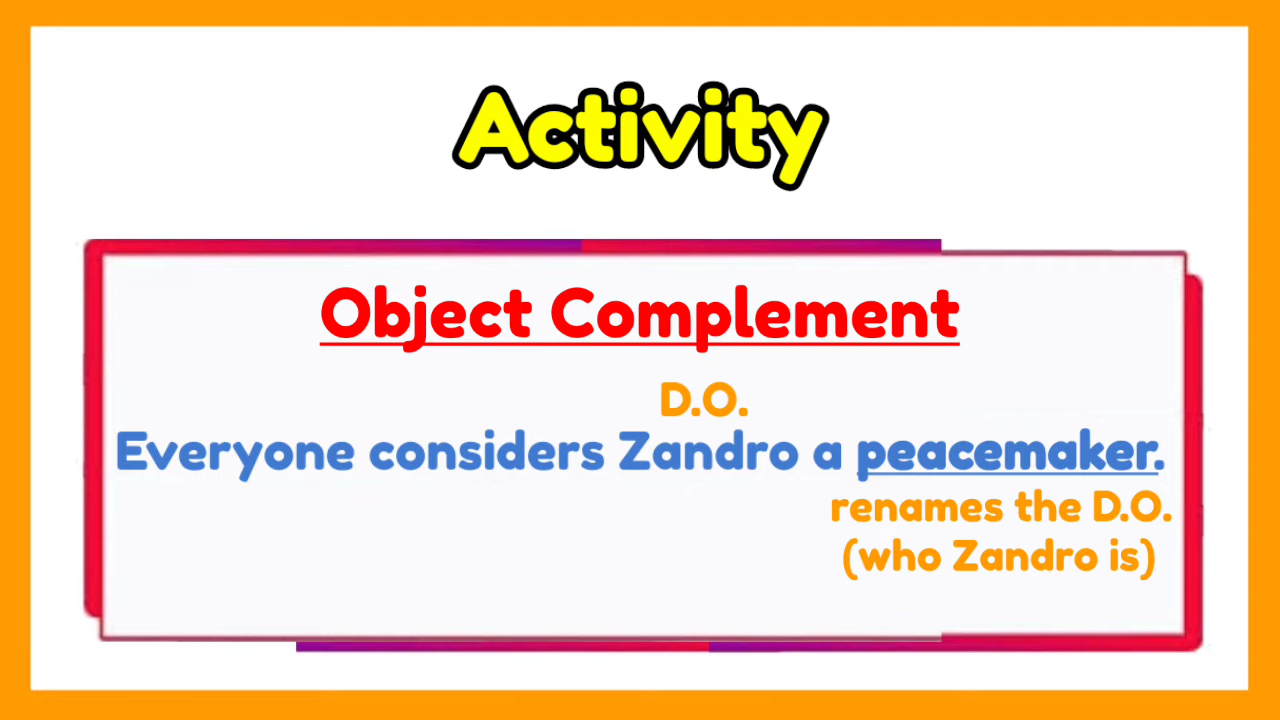 Activity
Object Complement
D.O.
Everyone considers Zandro a peacemaker.
renames the D.O.
(who Zandro is)